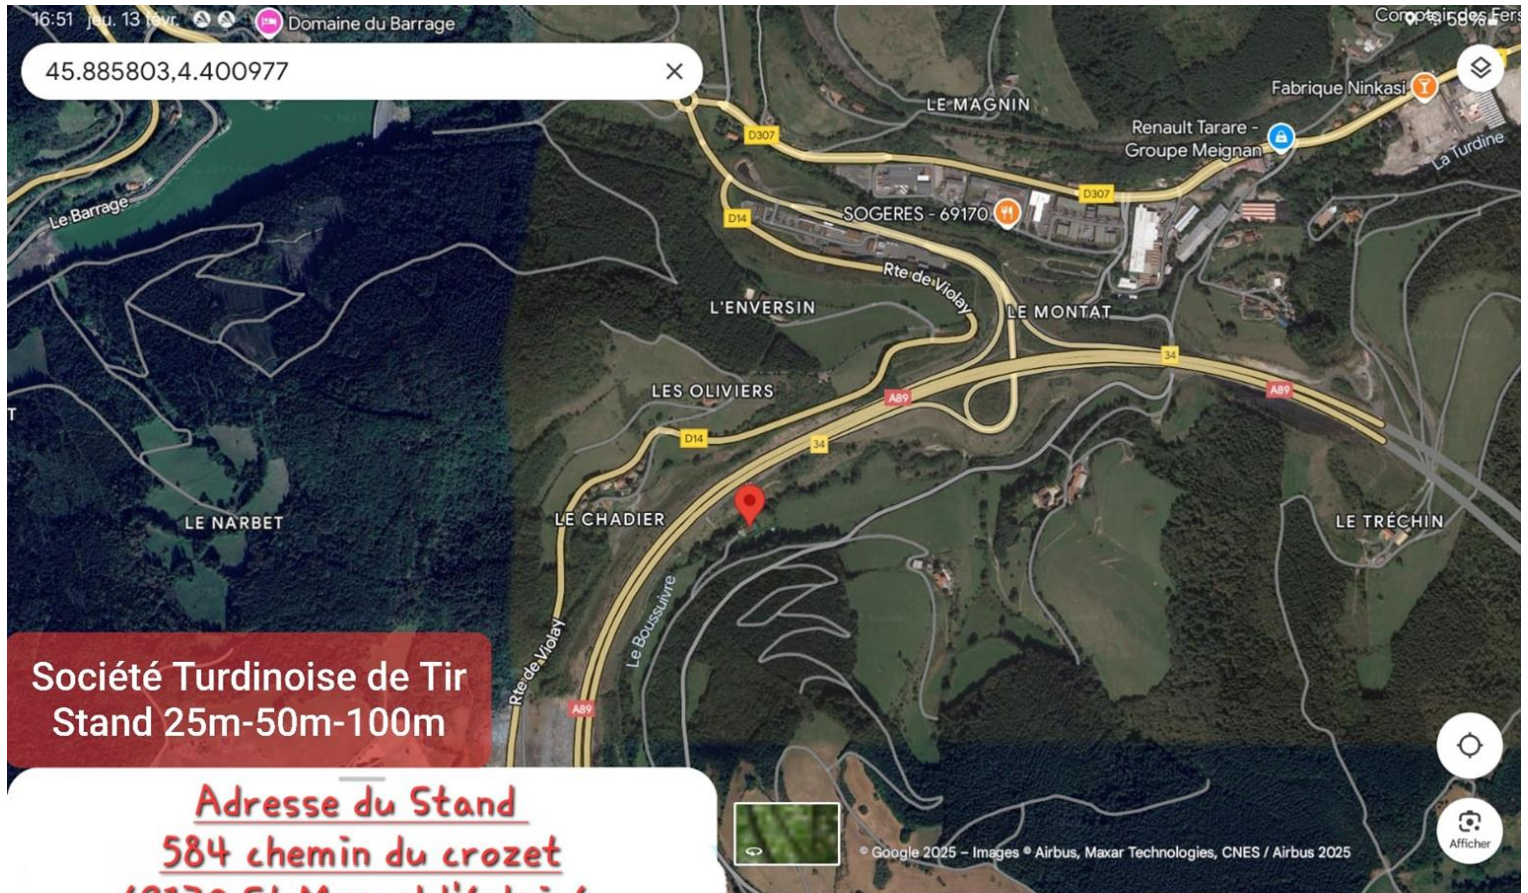 16:51 jeu. 13 févr.
58%
Domaine du Barrage
45.885803,4.400977
Comptoir des Fers
Fabrique Ninkasi
LE MAGNIN
D307
Renault Tarare -
Groupe Meignan
La Turdine
D307
Le Barrage
D14
SOGERES - 69170
Rte de Violay
L'ENVERSIN
LE MONTAT
34
LES OLIVIERS
A89
A89
D14
34
LE NARBET
LE CHADIER
LE TRÉCHIN
Le Boussuivre
Rte de Violay
A89
Société Turdinoise de Tir
Stand 25m-50m-100m
Adresse du Stand
584 chemin du crozet
Afficher
© Google 2025 – Images © Airbus, Maxar Technologies, CNES / Airbus 2025